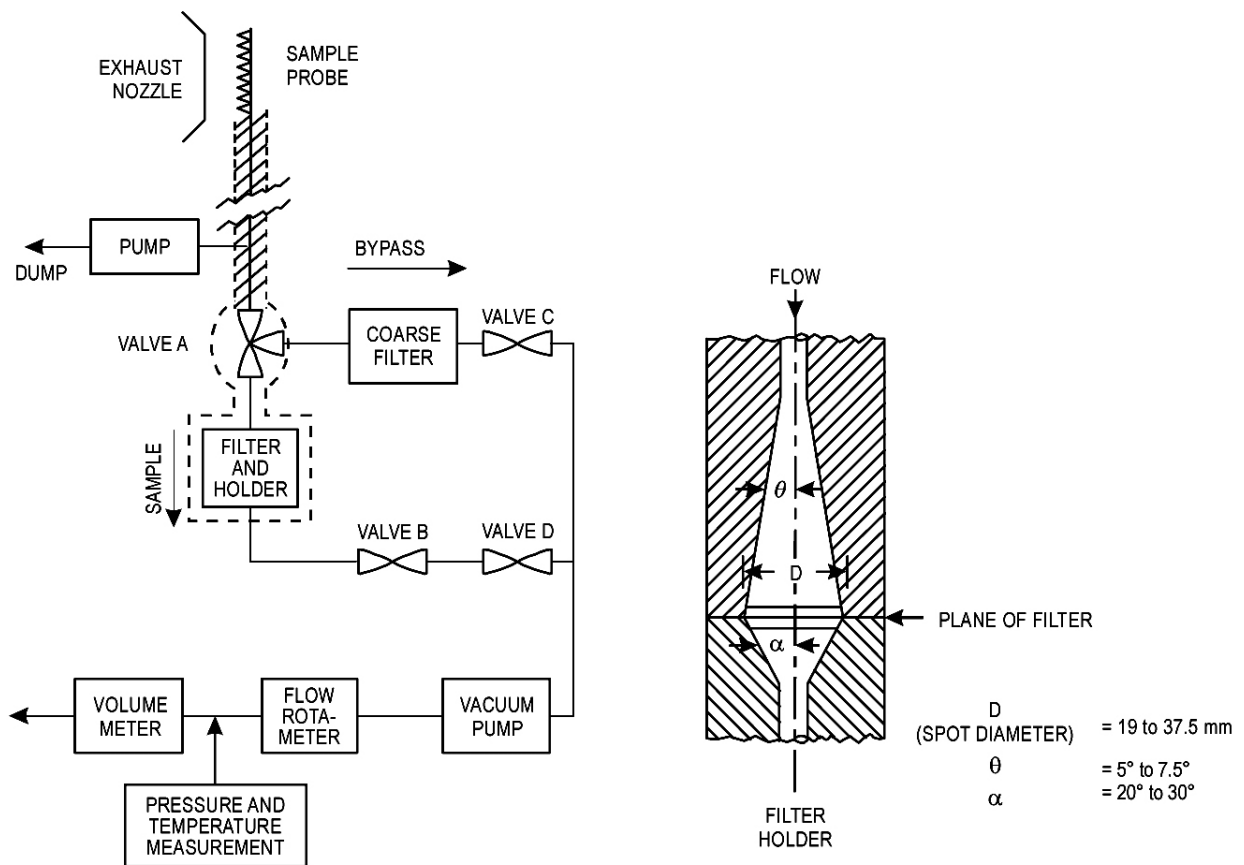 EXHAUST
NOZZLE
SAMPLE
PROBE
PUMP
DUMP
BYPASS
VALVE A
COARSE
FILTER
VALVE C
SAMPLE
FILTER
AND
HOLDER
VALVE B
VALVE D
VOLUME
METER
FLOW
ROTA-
METER
VACUUM
PUMP
PRESSURE AND
TEMPERATURE
MEASUREMENT
FLOW
θ
D
PLANE OF FILTER
α
FILTER
HOLDER
D
(SPOT DIAMETER) = 19 to 37.5 mm
θ = 5° to 7.5°
α = 20° to 30°